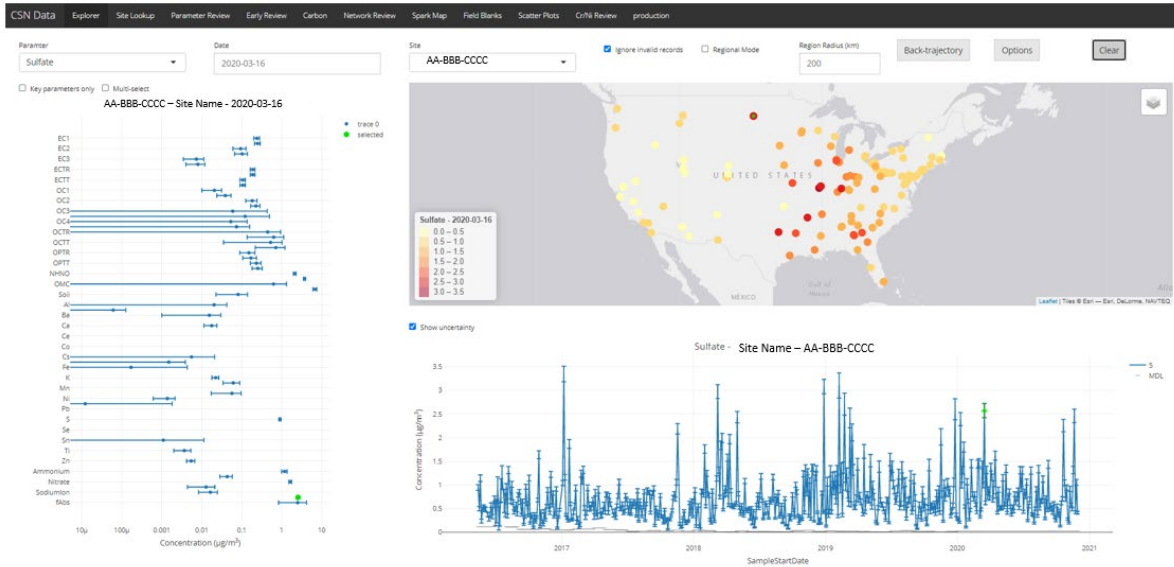 CSN Data Explorer Site Lookup Parameter Review Early Review Carbon Network Review Spark Map Field Blanks Scatter Plots Cr/Ni Review production
Paramter Date Site Ignore invalid records Regional Mode Region Radius (km) Back-trajectory Options Clear
Sulfate 2020-03-16 AA-BBB-CCCC 200
Key parameters only Multi-select
AA-BBB-CCCC – Site Name - 2020-03-16
trace 0
selected
EC1
EC2
EC3
ECTR
ECTT
OC1
OC2
OC3
OC4
OCTR
OCTT
OPTR
OPTT
NHNO
OMC
Soil
Al
Ba
Ca
Ce
Co
Cs
Fe
K
Mn
Ni
Pb
S
Se
Sn
Ti
Zn
Ammonium
Nitrate
SodiumIon
fAbs
10μ 100μ 0.001 0.01 0.1 1 10
Concentration (μg/m³)
UNITED STATES
MÉXICO
Gulf of
Mexico
Sulfate - 2020-03-16
0.0 – 0.5
0.5 – 1.0
1.0 – 1.5
1.5 – 2.0
2.0 – 2.5
2.5 – 3.0
3.0 – 3.5
Leaflet | Tiles © Esri — Esri, DeLorme, NAVTEQ
Show uncertainty
Sulfate - Site Name – AA-BBB-CCCC
S
MDL
3.5
3
2.5
2
1.5
1
0.5
0
Concentration (μg/m³)
2017 2018 2019 2020 2021
SampleStartDate